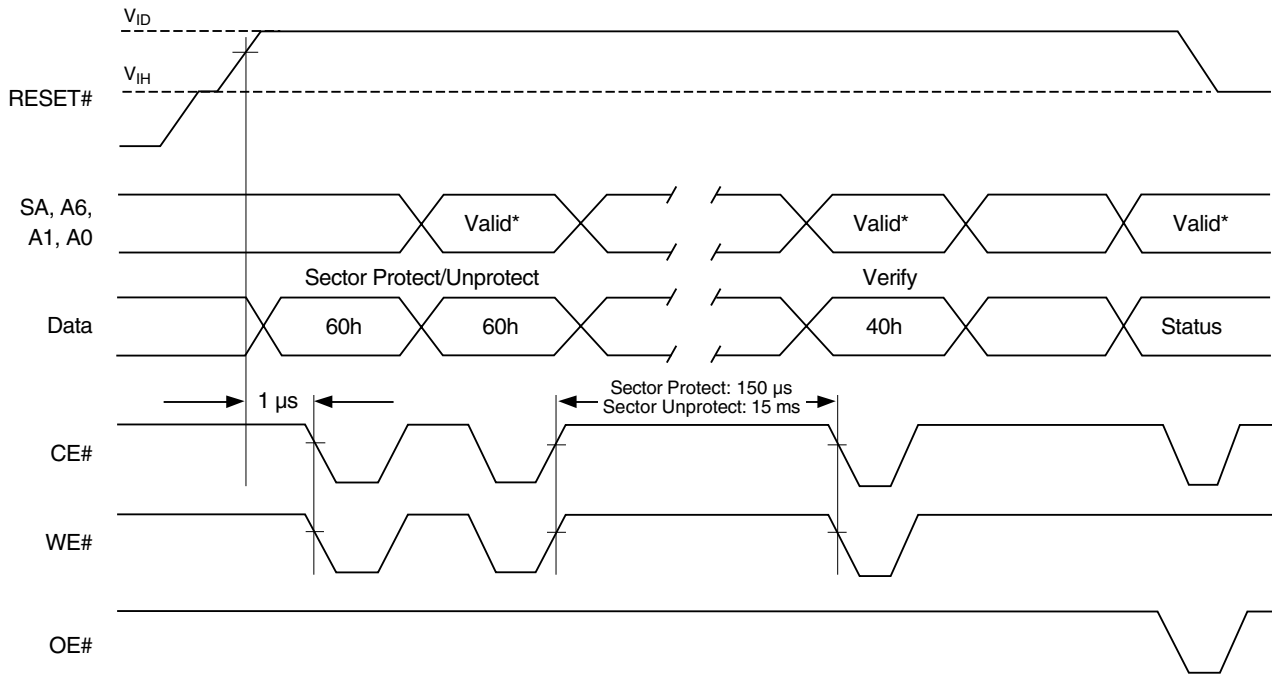 VID
VIH
RESET#
SA, A6,
A1, A0
Valid*
Valid*
Valid*
Sector Protect/Unprotect
Verify
Data
60h
60h
40h
Status
1 µs
Sector Protect: 150 µs
Sector Unprotect: 15 ms
CE#
WE#
OE#